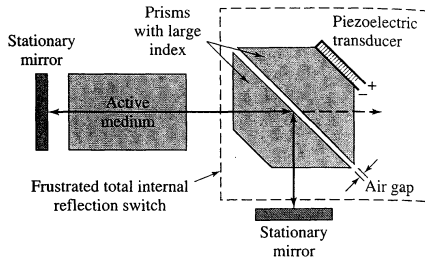 Prisms
with large
index
Piezoelectric
transducer
Stationary
mirror
+
−
Active
medium
Frustrated total internal
reflection switch
Air gap
Stationary
mirror